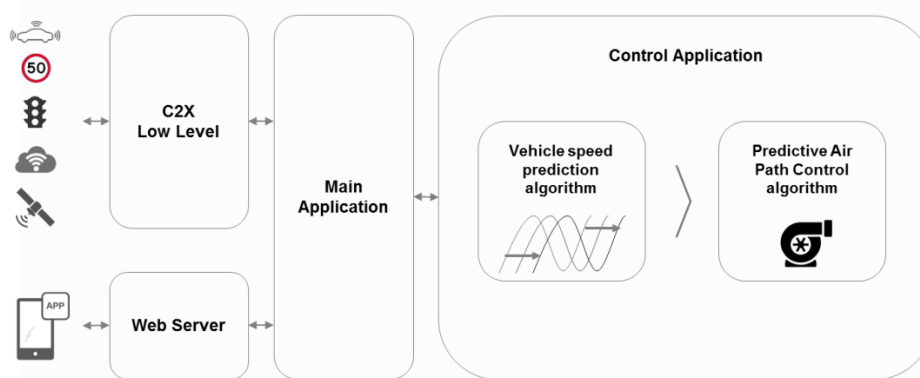 50
C2X
Low Level
APP
Web Server
Main
Application
Control Application
Vehicle speed
prediction
algorithm
Predictive Air
Path Control
algorithm